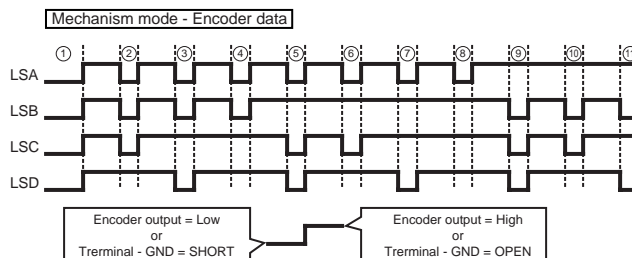 Mechanism mode - Encoder data
① ② ③ ④ ⑤ ⑥ ⑦ ⑧ ⑨ ⑩ ⑪
LSA
LSB
LSC
LSD
Encoder output = Low
or
Trerminal - GND = SHORT
Encoder output = High
or
Trerminal - GND = OPEN